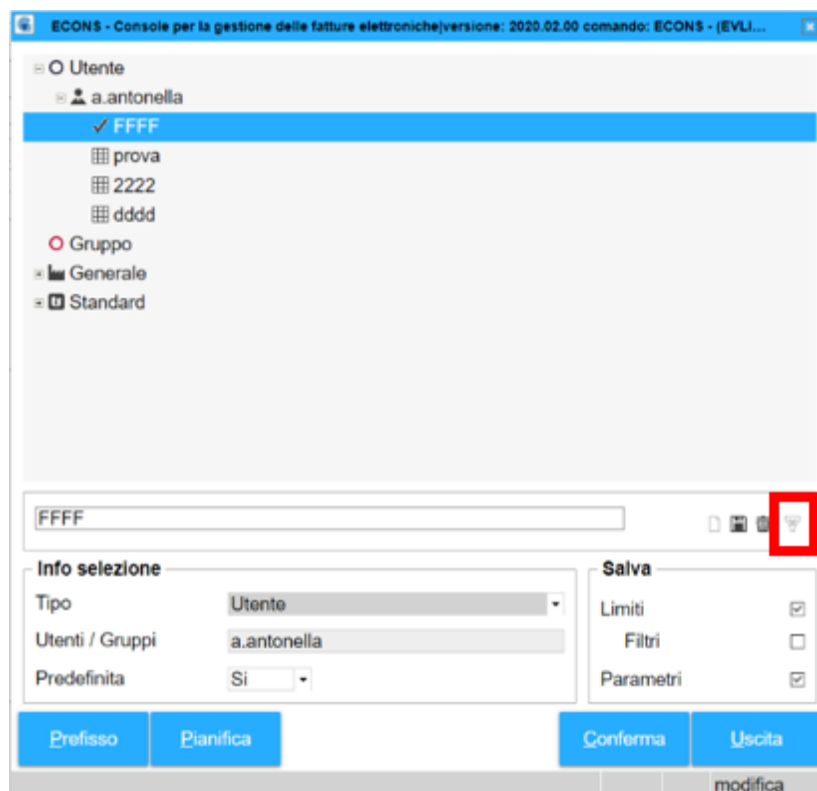 ECONS - Console per la gestione delle fatture elettroniche|versione: 2020.02.00 comando: ECONS - (EVLI...
Utente
a.antonella
FFFF
prova
2222
dddd
Gruppo
Generale
Standard
FFFF
Info selezione
Salva
Tipo Utente
Limiti
Utenti / Gruppi a.antonella
Filtri
Predefinita Si
Parametri
Prefisso Pianifica Conferma Uscita
modifica